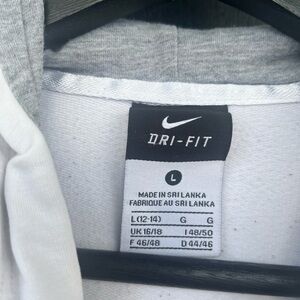 DRI-FIT
L
MADE IN SRI LANKA
FABRIQUE AU SRI LANKA
L (12-14) G G
UK 16/18 I 48/50
F 46/48 D 44/46